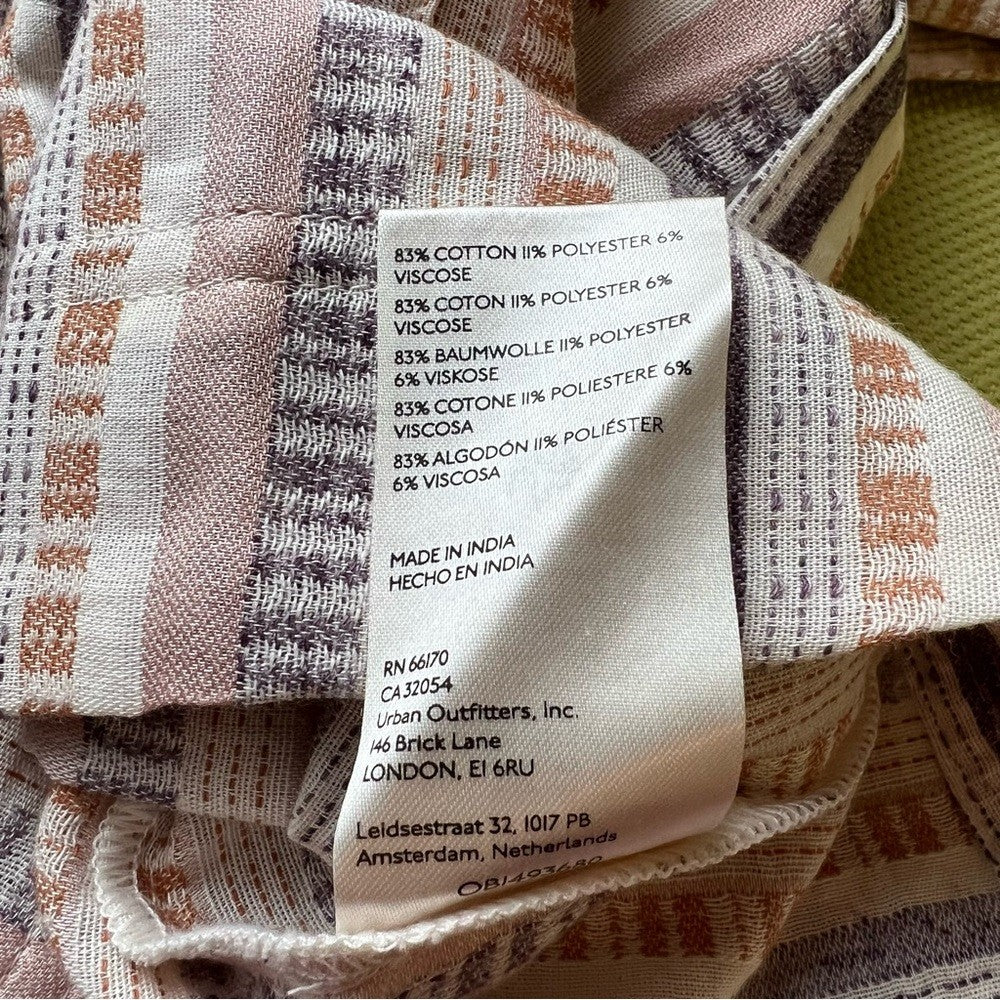 83% COTTON 11% POLYESTER 6%
VISCOSE
83% COTON 11% POLYESTER 6%
VISCOSE
83% BAUMWOLLE 11% POLYESTER
6% VISKOSE
83% COTONE 11% POLIESTERE 6%
VISCOSA
83% ALGODÓN 11% POLIÉSTER
6% VISCOSA
MADE IN INDIA
HECHO EN INDIA
RN 66170
CA 32054
Urban Outfitters, Inc.
146 Brick Lane
LONDON, E1 6RU
Leidsestraat 32, 1017 PB
Amsterdam, Netherlands